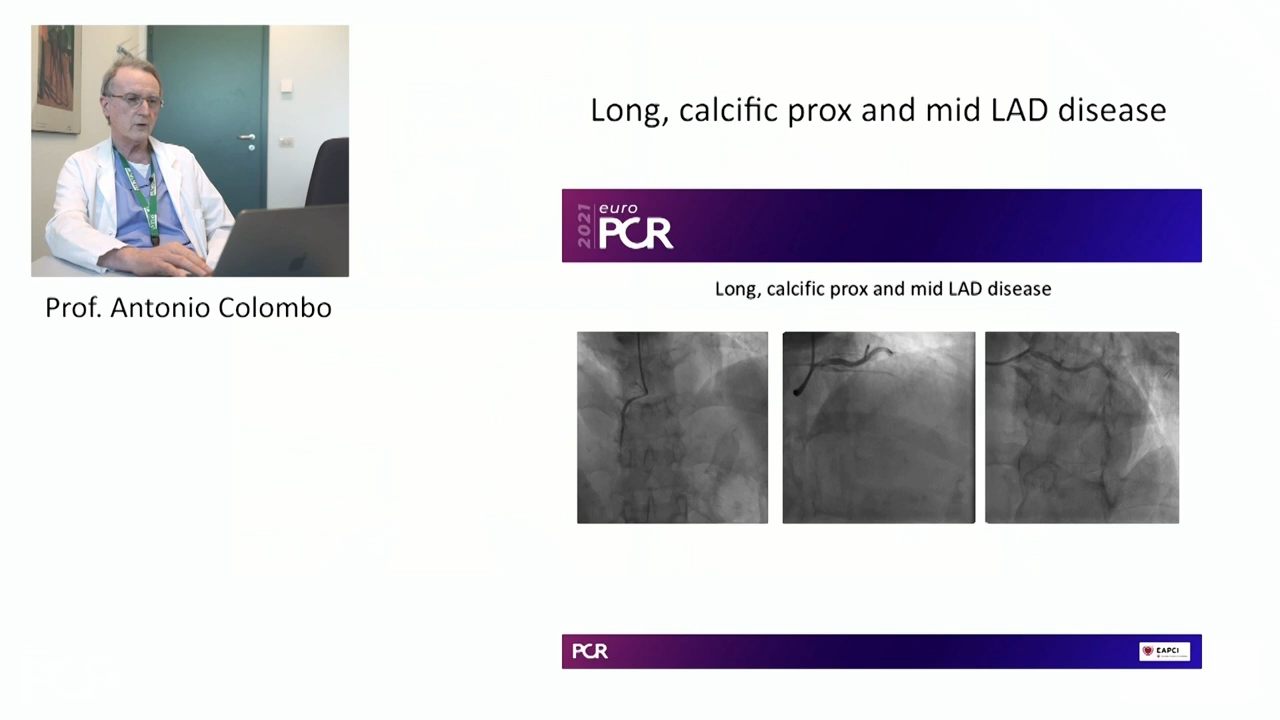 Long, calcific prox and mid LAD disease
2021 euro
PCR
Long, calcific prox and mid LAD disease
Prof. Antonio Colombo
PCR
EAPCI